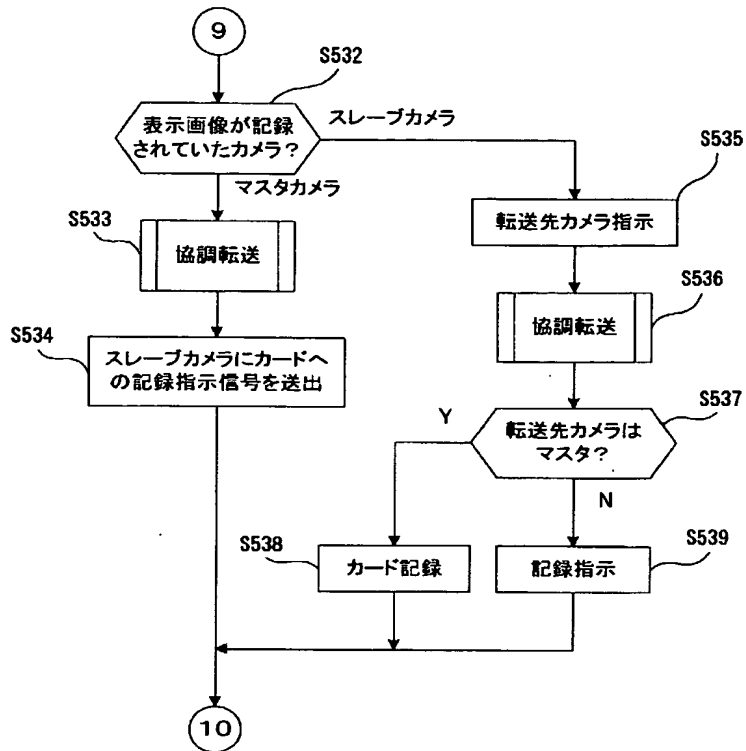 9
S532
表示画像が記録
されていたカメラ？
スレーブカメラ
マスタカメラ
S533
協調転送
S535
転送先カメラ指示
S536
協調転送
S534
スレーブカメラにカードへ
の記録指示信号を送出
S537
転送先カメラは
マスタ？
Y
N
S538
カード記録
S539
記録指示
10